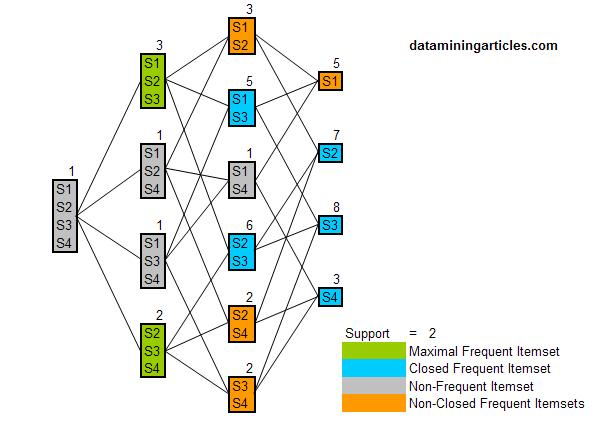 datamining​articles.com
3
S1
S2
3
S1
S2
S3
5
S1
5
S1
S3
1
S1
S2
S4
7
S2
1
S1
S2
S3
S4
1
S1
S4
8
S3
1
S1
S3
S4
6
S2
S3
3
S4
2
S2
S3
S4
2
S2
S4
2
S3
S4
Support = 2
Maximal Frequent Itemset
Closed Frequent Itemset
Non-Frequent Itemset
Non-Closed Frequent Itemsets